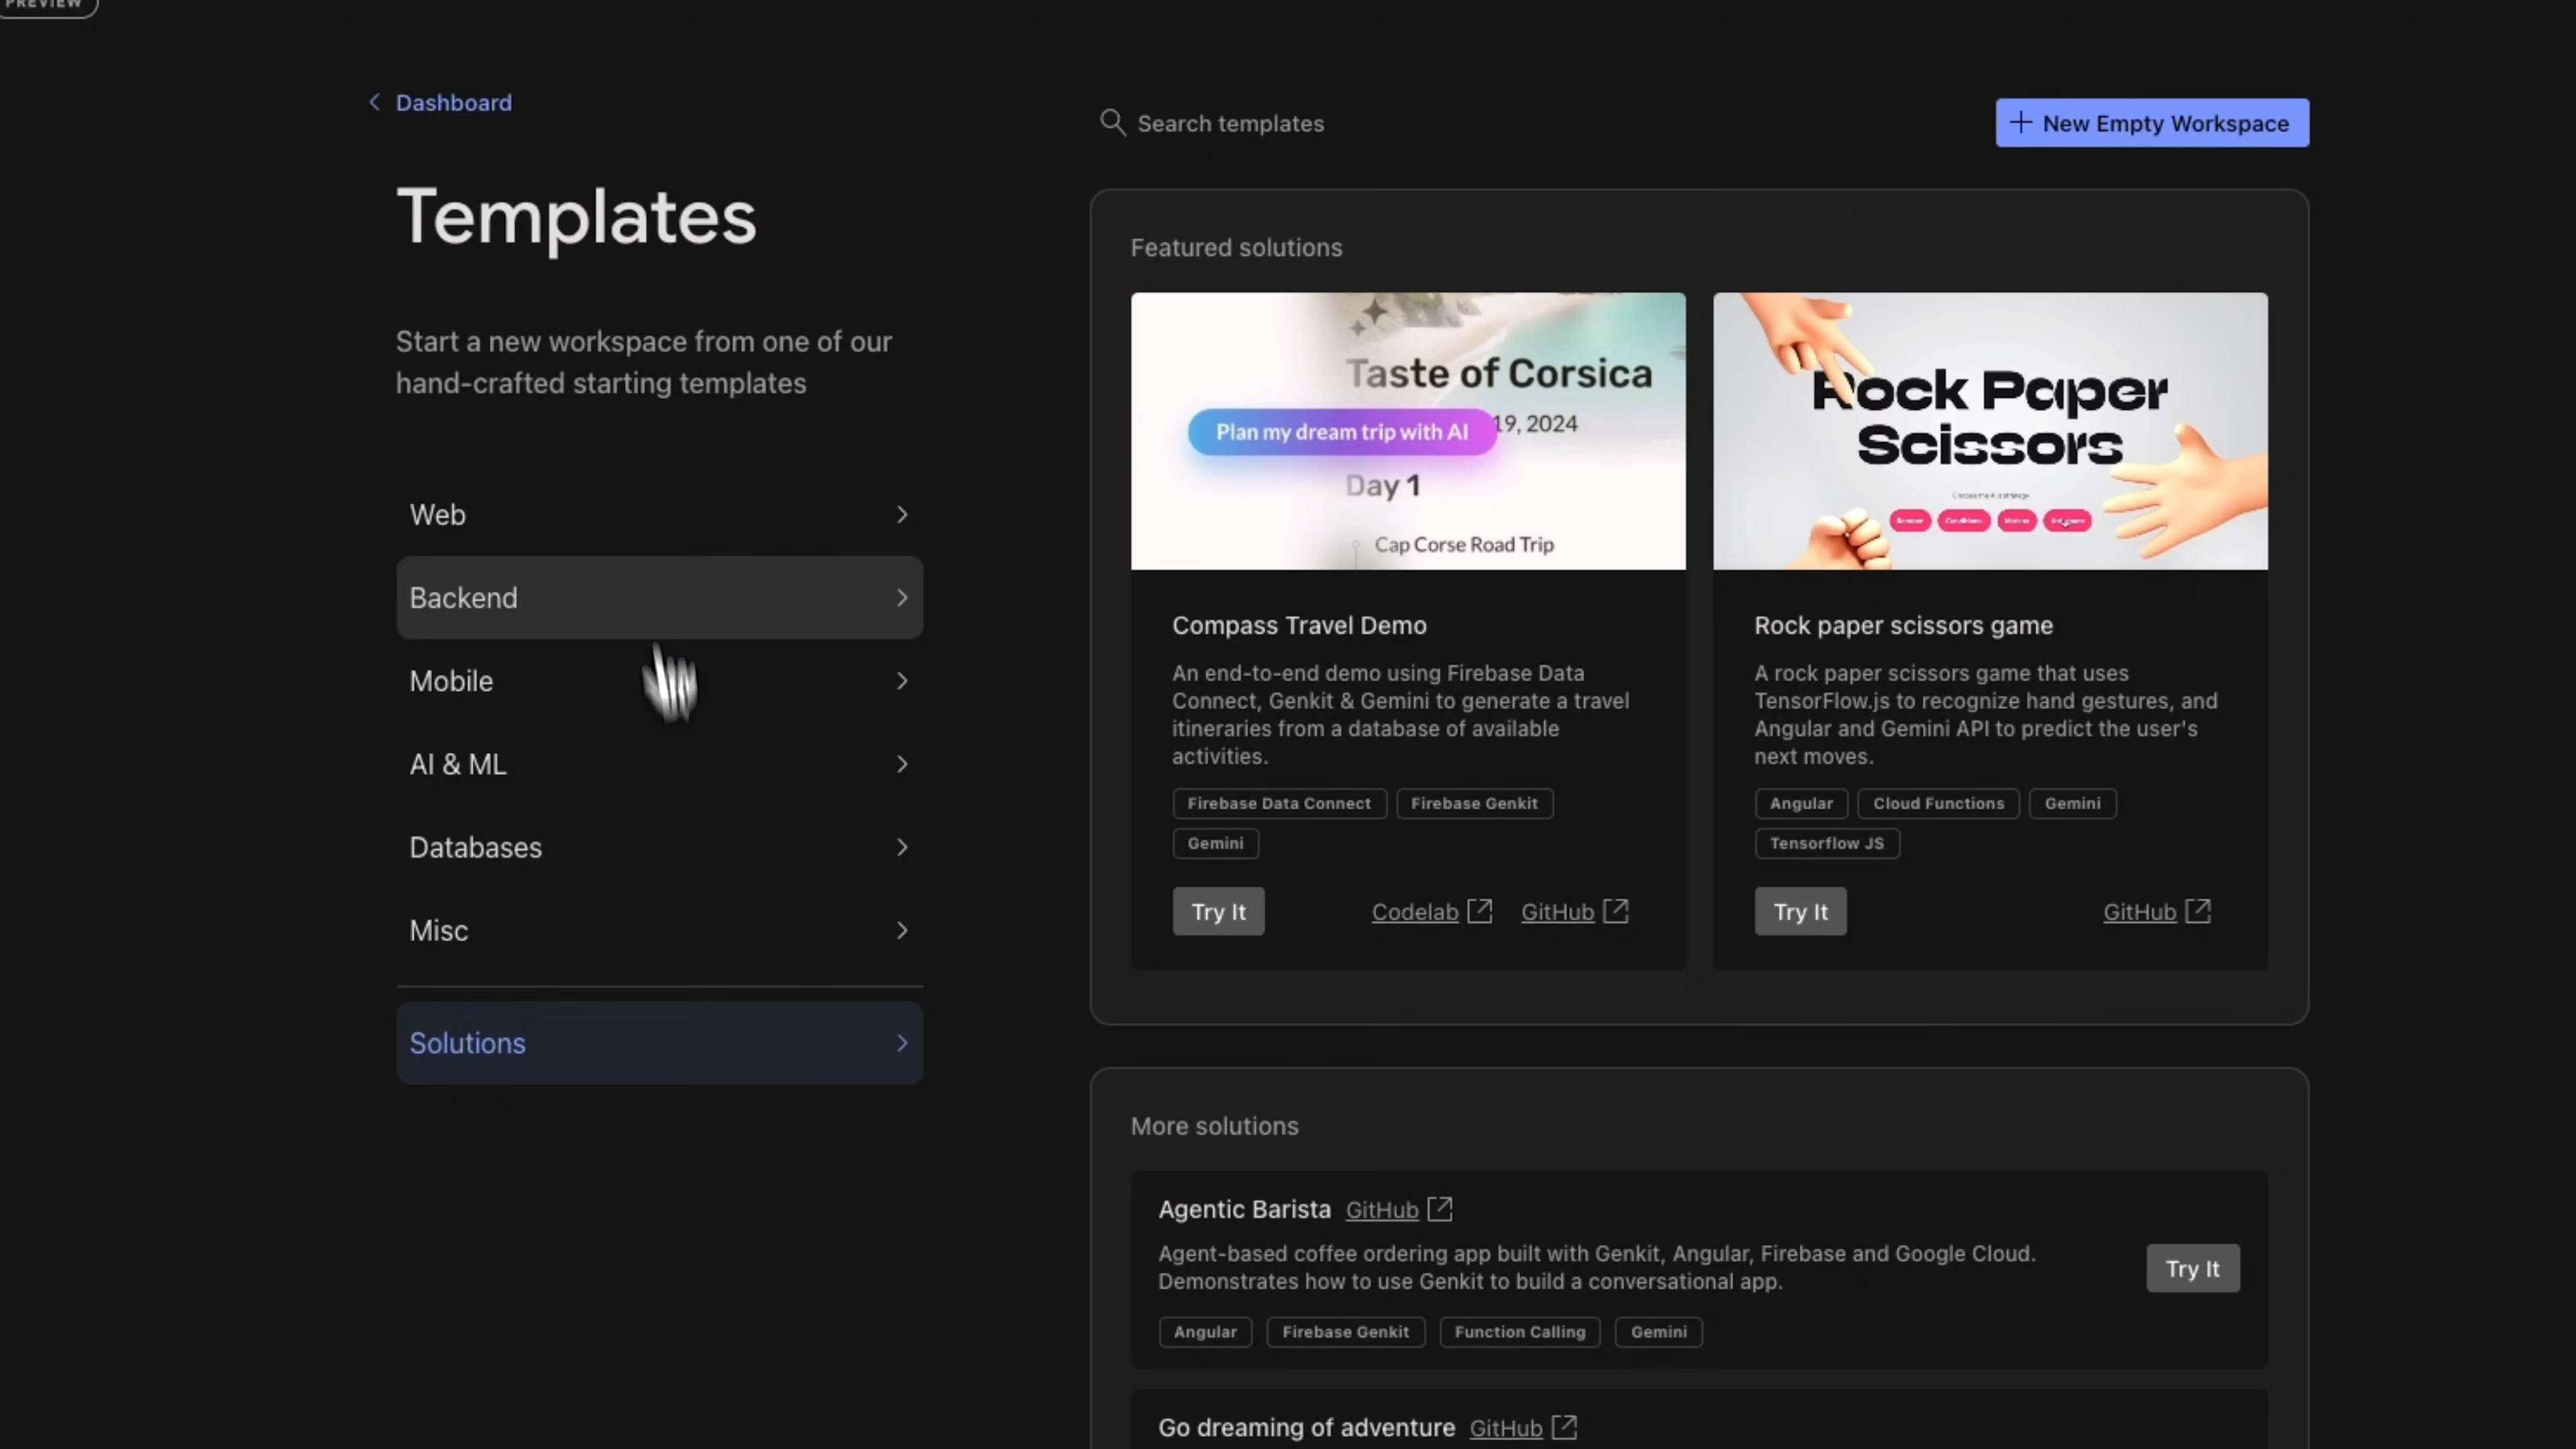 PREVIEW
Dashboard
Templates
Start a new workspace from one of our
hand-crafted starting templates
Web
Backend
Mobile
AI & ML
Databases
Misc
Solutions
Search templates
New Empty Workspace
Featured solutions
Taste of Corsica
19, 2024
Plan my dream trip with AI
Day 1
Cap Corse Road Trip
Compass Travel Demo
An end-to-end demo using Firebase Data
Connect, Genkit & Gemini to generate a travel
itineraries from a database of available
activities.
Firebase Data Connect
Firebase Genkit
Gemini
Try It
Codelab
GitHub
Rock Paper
Scissors
Rock paper scissors game
A rock paper scissors game that uses
TensorFlow.js to recognize hand gestures, and
Angular and Gemini API to predict the user's
next moves.
Angular
Cloud Functions
Gemini
Tensorflow JS
Try It
GitHub
More solutions
Agentic Barista GitHub
Agent-based coffee ordering app built with Genkit, Angular, Firebase and Google Cloud.
Demonstrates how to use Genkit to build a conversational app.
Angular
Firebase Genkit
Function Calling
Gemini
Try It
Go dreaming of adventure GitHub